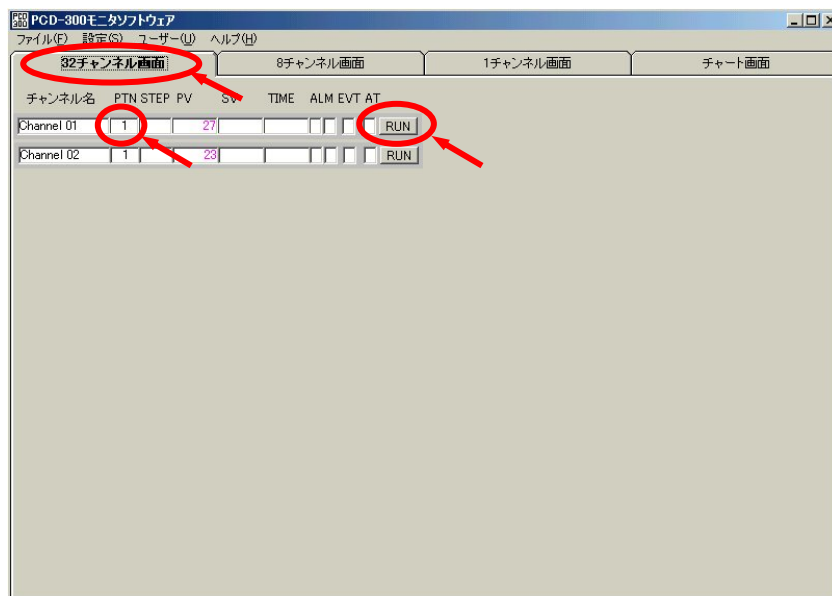 PCD-300モニタソフトウェア
ファイル(F) 設定(S) ユーザー(U) ヘルプ(H)
32チャンネル画面 8チャンネル画面 1チャンネル画面 チャート画面
チャンネル名 PTN STEP PV SV TIME ALM EVT AT
Channel 01 1 27 RUN
Channel 02 1 23 RUN